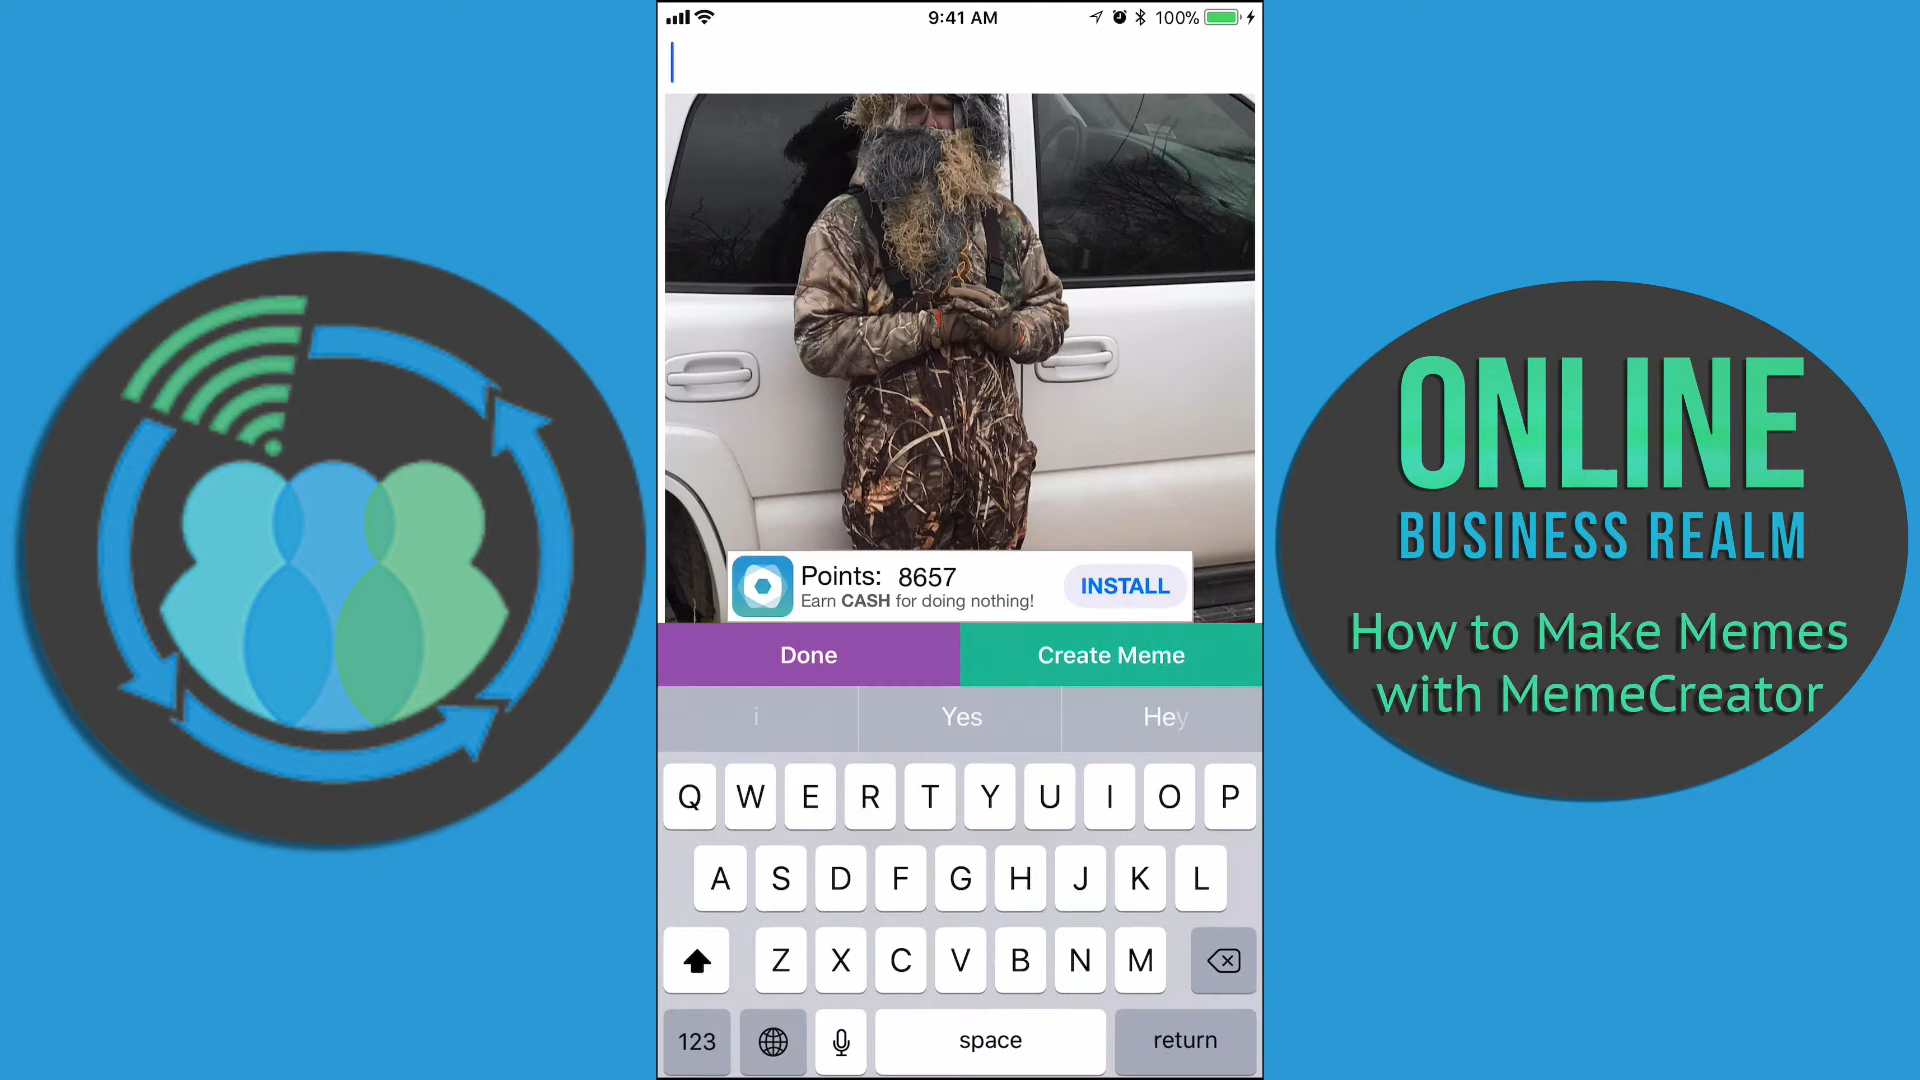 9:41 AM
100%
Points: 8657
Earn CASH for doing nothing!
INSTALL
Done
Create Meme
i
Yes
Hey
Q W E R T Y U I O P
A S D F G H J K L
Z X C V B N M
123
space
return
ONLINE
BUSINESS REALM
How to Make Memes
with MemeCreator